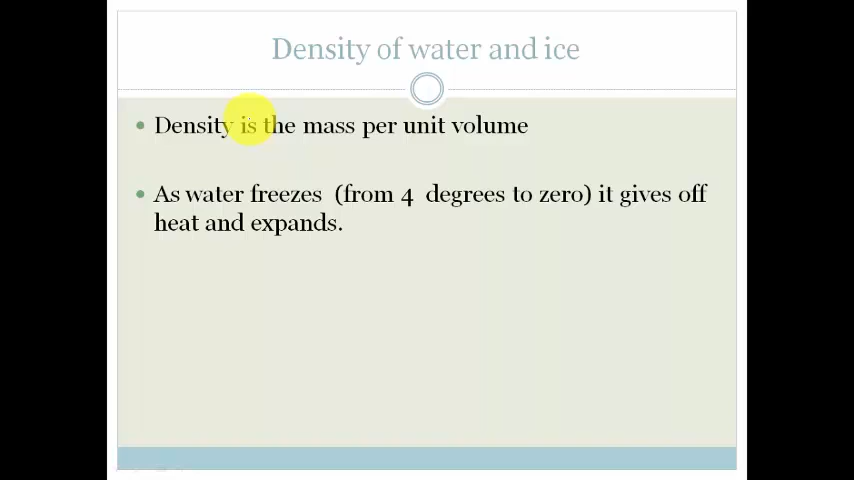 Density of water and ice
Density is the mass per unit volume
As water freezes (from 4 degrees to zero) it gives off
heat and expands.